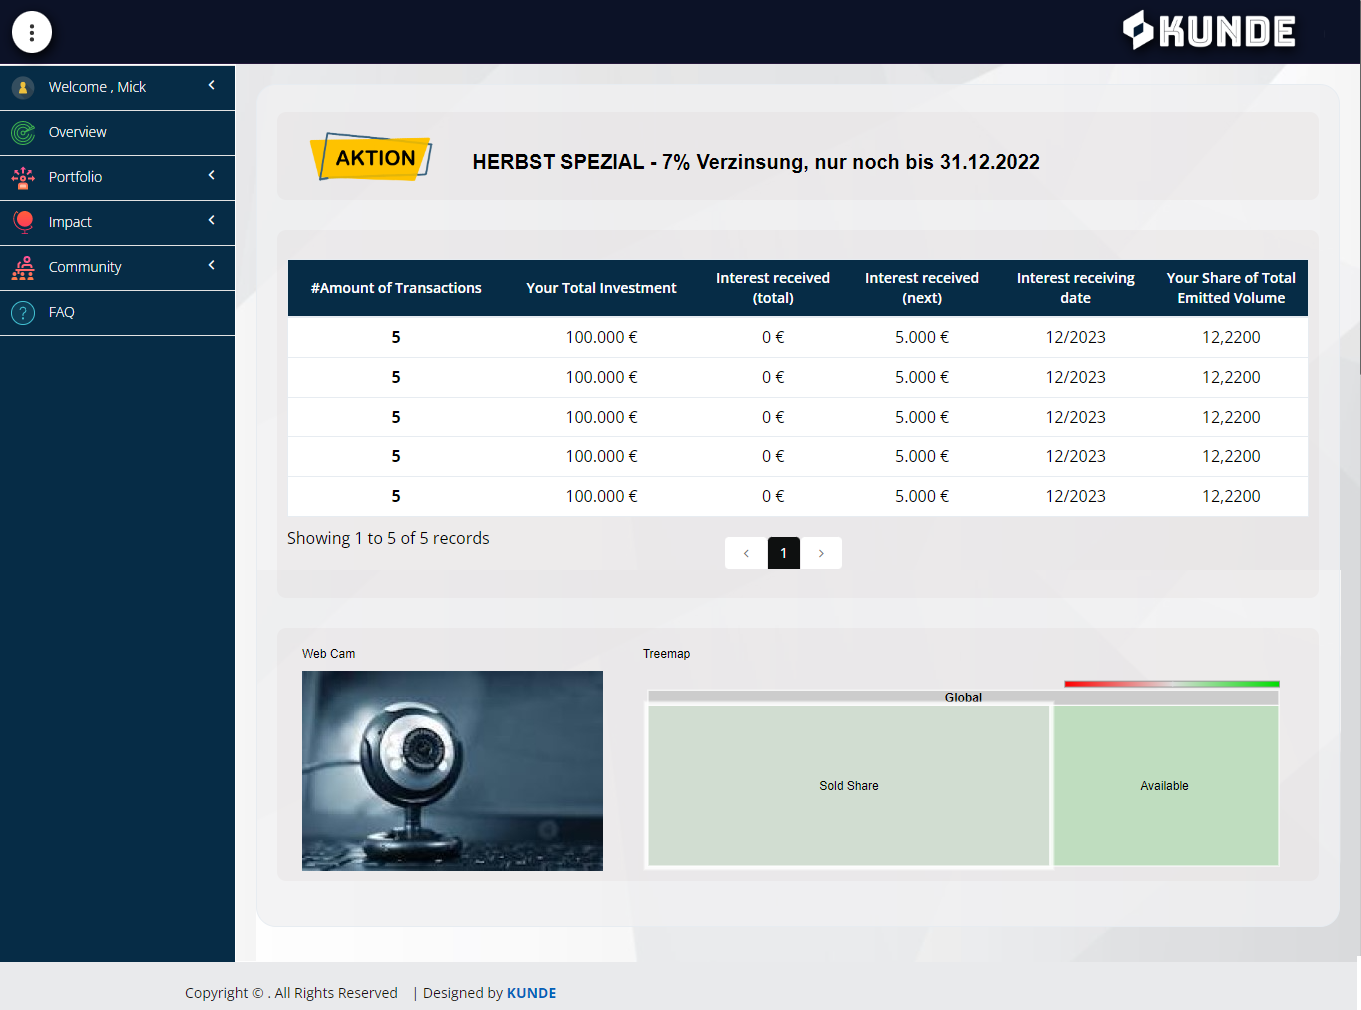 KUNDE
Welcome , Mick
Overview
Portfolio
Impact
Community
FAQ
AKTION
HERBST SPEZIAL - 7% Verzinsung, nur noch bis 31.12.2022
#Amount of Transactions Your Total Investment Interest received (total) Interest received (next) Interest receiving date Your Share of Total Emitted Volume
5 100.000 € 0 € 5.000 € 12/2023 12,2200
5 100.000 € 0 € 5.000 € 12/2023 12,2200
5 100.000 € 0 € 5.000 € 12/2023 12,2200
5 100.000 € 0 € 5.000 € 12/2023 12,2200
5 100.000 € 0 € 5.000 € 12/2023 12,2200
Showing 1 to 5 of 5 records
1
Web Cam
Treemap
Global
Sold Share
Available
Copyright © . All Rights Reserved | Designed by KUNDE